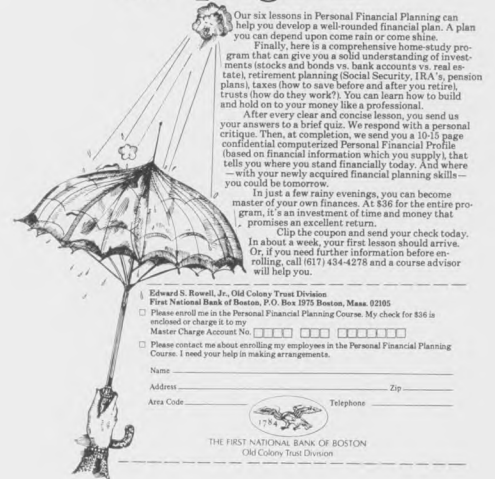 Our six lessons in Personal Financial Planning can
help you develop a well-rounded financial plan. A plan
you can depend upon come rain or come shine.
Finally, here is a comprehensive home-study pro-
gram that can give you a solid understanding of invest-
ments (stocks and bonds vs. bank accounts vs. real es-
tate), retirement planning (Social Security, IRA's, pension
plans), taxes (how to save before and after you retire),
trusts (how do they work?). You can learn how to build
and hold on to your money like a professional.
After every clear and concise lesson, you send us
your answers to a brief quiz. We respond with a personal
critique. Then, at completion, we send you a 10-15 page
confidential computerized Personal Financial Profile
(based on financial information which you supply), that
tells you where you stand financially today. And where
—with your newly acquired financial planning skills—
you could be tomorrow.
In just a few rainy evenings, you can become
master of your own finances. At $36 for the entire pro-
gram, it's an investment of time and money that
promises an excellent return.
Clip the coupon and send your check today.
In about a week, your first lesson should arrive.
Or, if you need further information before en-
rolling, call (617) 434-4278 and a course advisor
will help you.
Edward S. Rowell, Jr., Old Colony Trust Division
First National Bank of Boston, P.O. Box 1975 Boston, Mass. 02105
Please enroll me in the Personal Financial Planning Course. My check for $36 is
enclosed or charge it to my
Master Charge Account No.
Please contact me about enrolling my employees in the Personal Financial Planning
Course. I need your help in making arrangements.
Name
Address Zip
Area Code Telephone
1784
THE FIRST NATIONAL BANK OF BOSTON
Old Colony Trust Division